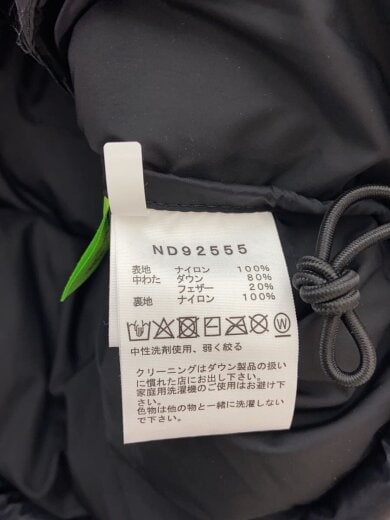 ND92555
表地 ナイロン 100%
中わた ダウン 80%
フェザー 20%
裏地 ナイロン 100%
中性洗剤使用、弱く絞る
クリーニングはダウン製品の扱い
に慣れた店にお出し下さい。
家庭用洗濯機のご使用はお避け下
さい。
色物は他の物と一緒に洗濯しない
で下さい。